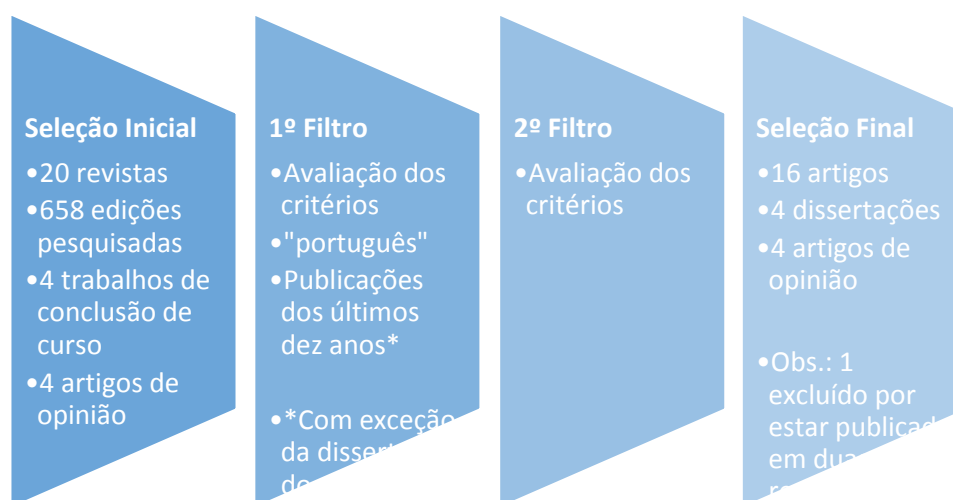 Seleção Inicial
•20 revistas
•658 edições
pesquisadas
•4 trabalhos de
conclusão de
curso
•4 artigos de
opinião
1º Filtro
•Avaliação dos
critérios
•"português"
•Publicações
dos últimos
dez anos*
•*Com exceção
da
2º Filtro
•Avaliação dos
critérios
Seleção Final
•16 artigos
•4 dissertações
•4 artigos de
opinião
•Obs.: 1
excluído por
estar
em